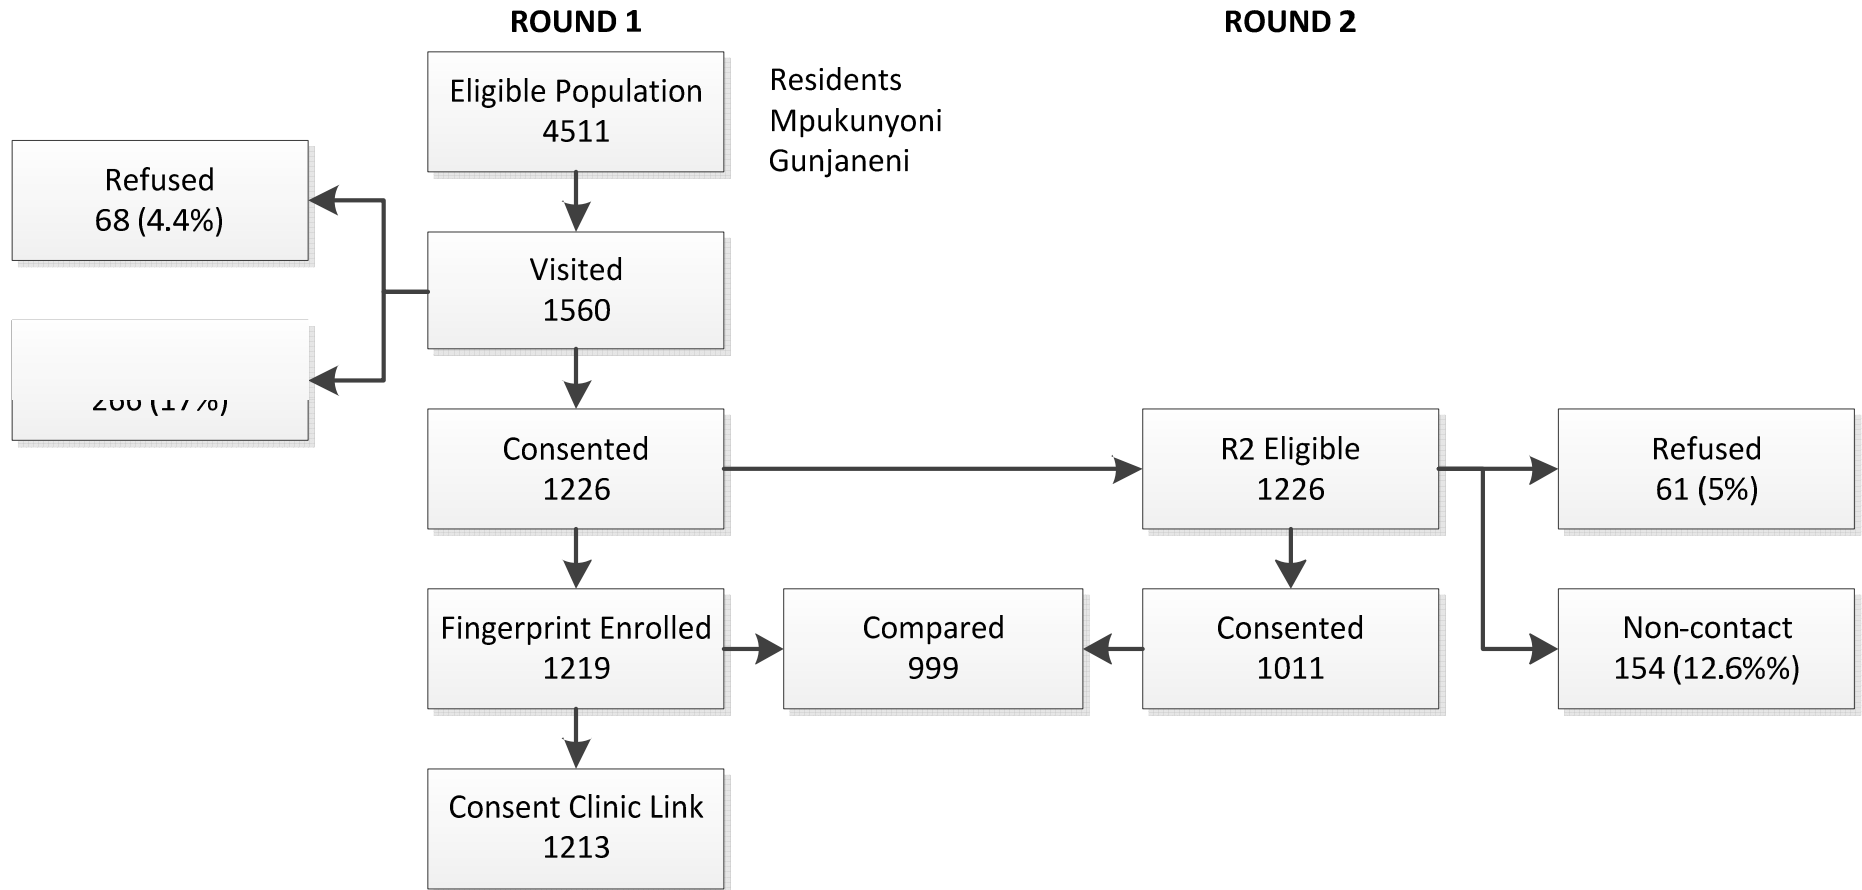 ROUND 1
ROUND 2
Eligible Population
4511
Residents
Mpukunyoni
Gunjaneni
Refused
68 (4.4%)
Visited
1560
266 (17%)
Consented
1226
R2 Eligible
1226
Refused
61 (5%)
Fingerprint Enrolled
1219
Compared
999
Consented
1011
Non-contact
154 (12.6%%)
Consent Clinic Link
1213